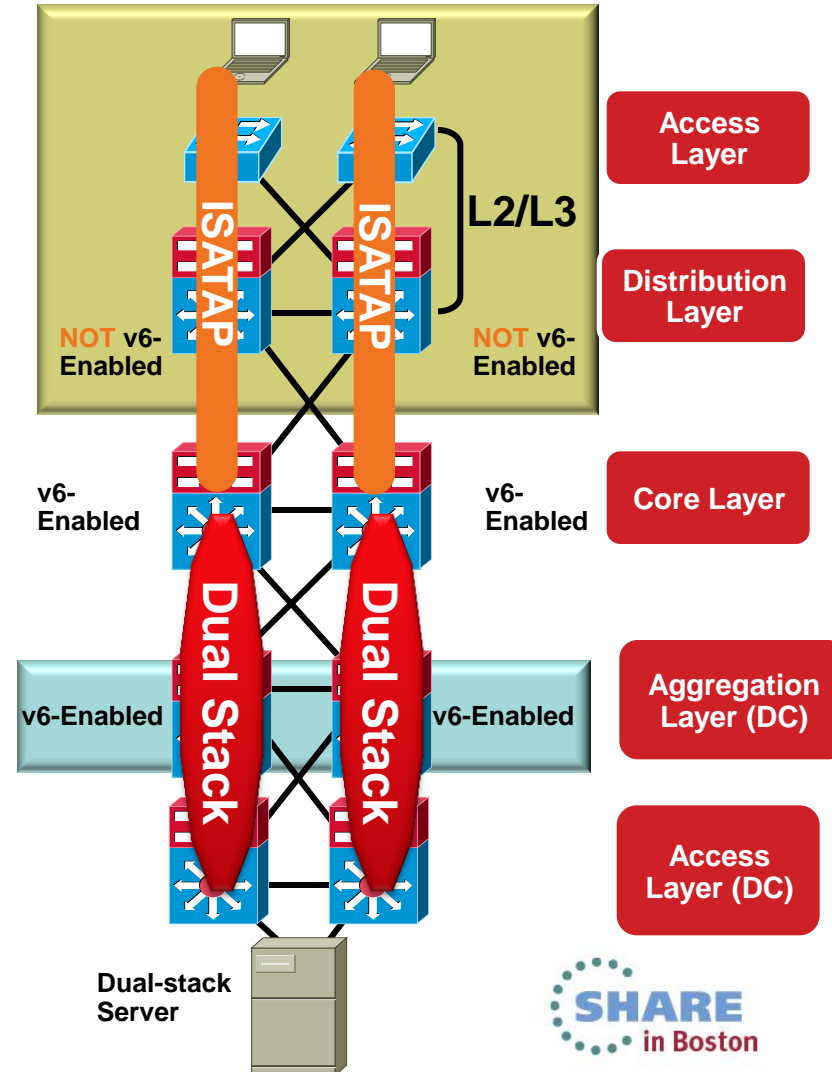 Access
Layer
ISATAP
ISATAP
L2/L3
Distribution
Layer
NOT v6-
Enabled
NOT v6-
Enabled
v6-
Enabled
v6-
Enabled
Core Layer
Dual Stack
Dual Stack
v6-Enabled
v6-Enabled
Aggregation
Layer (DC)
Access
Layer (DC)
Dual-stack
Server
SHARE
in Boston